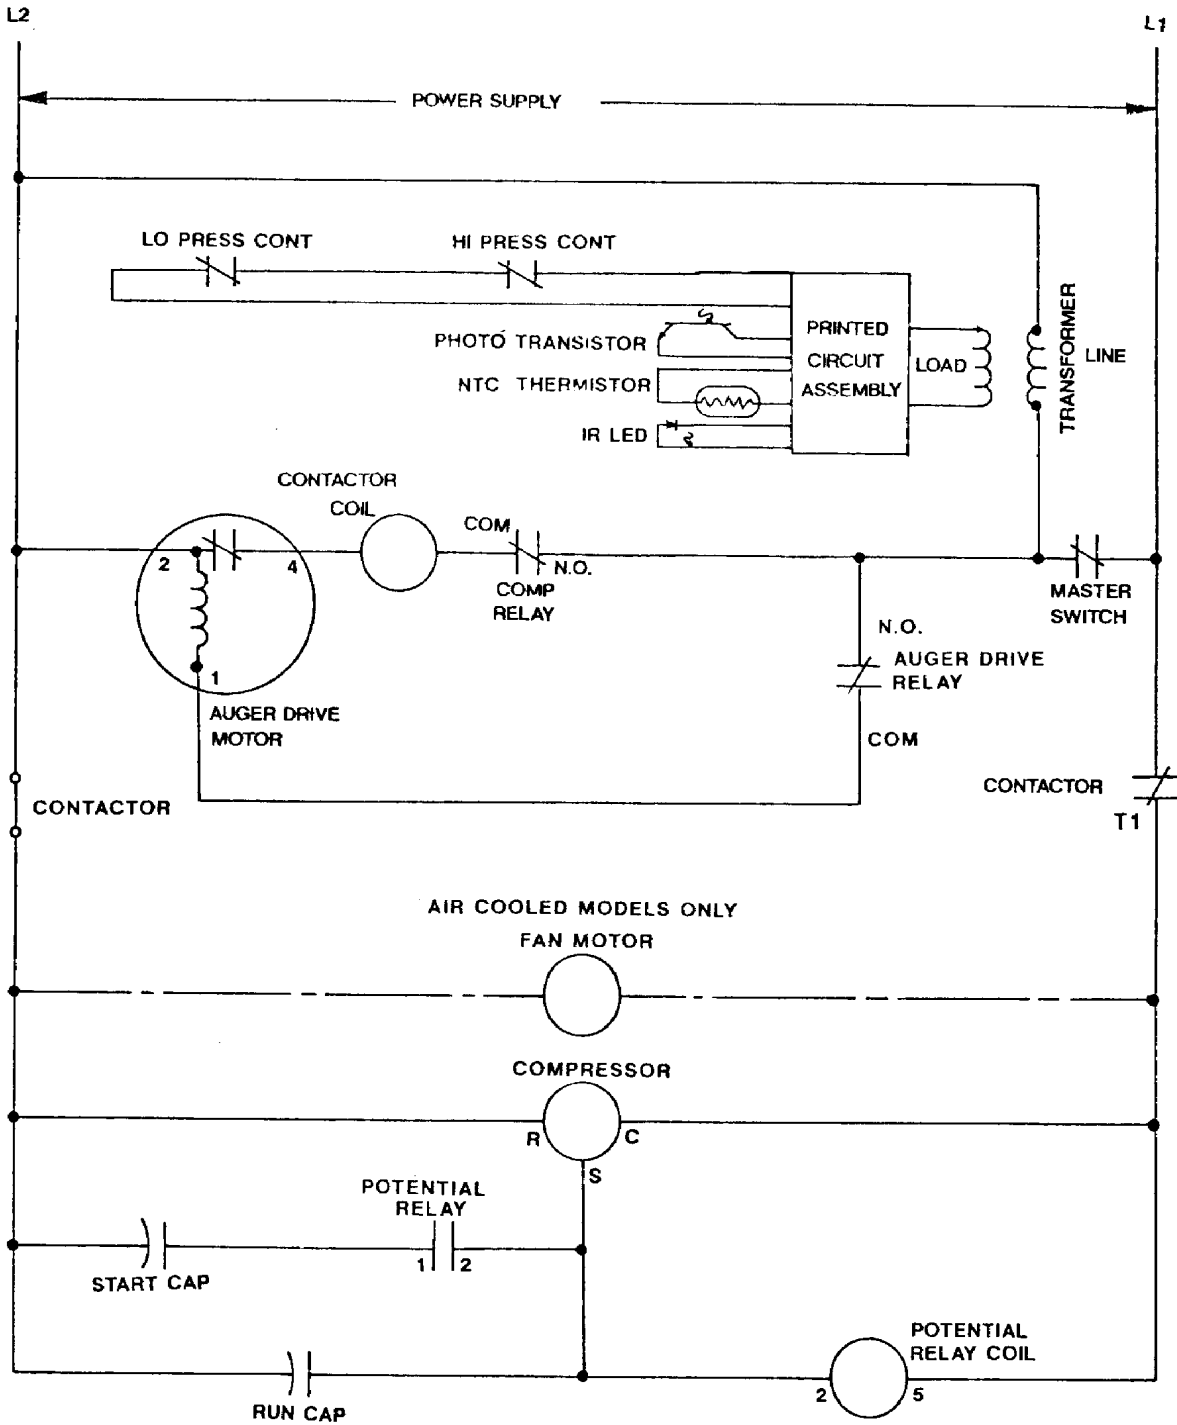 L2
L1
POWER SUPPLY
LO PRESS CONT
HI PRESS CONT
PHOTO TRANSISTOR
NTC THERMISTOR
IR LED
PRINTED
CIRCUIT
ASSEMBLY
LOAD
TRANSFORMER
LINE
CONTACTOR
COIL
COM
N.O.
COMP
RELAY
2
4
1
AUGER DRIVE
MOTOR
MASTER
SWITCH
N.O.
AUGER DRIVE
RELAY
COM
CONTACTOR
CONTACTOR
T1
AIR COOLED MODELS ONLY
FAN MOTOR
COMPRESSOR
R
C
S
POTENTIAL
RELAY
1
2
START CAP
POTENTIAL
RELAY COIL
2
5
RUN CAP